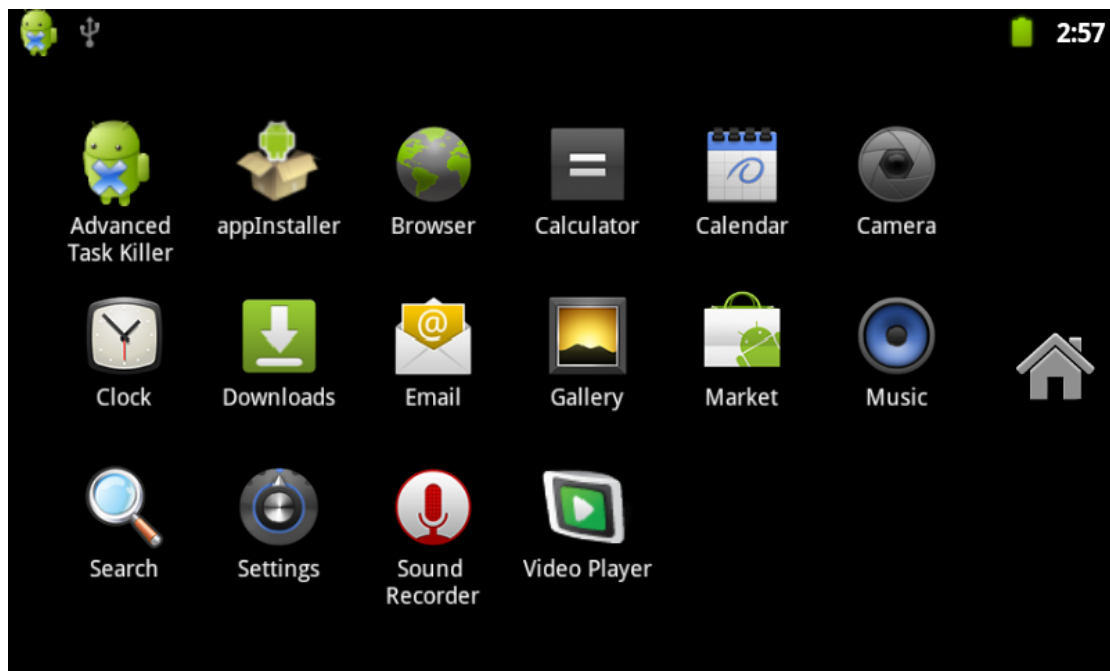 2:57
Advanced
Task Killer
appInstaller
Browser
Calculator
Calendar
Camera
Clock
Downloads
Email
Gallery
Market
Music
Search
Settings
Sound
Recorder
Video Player